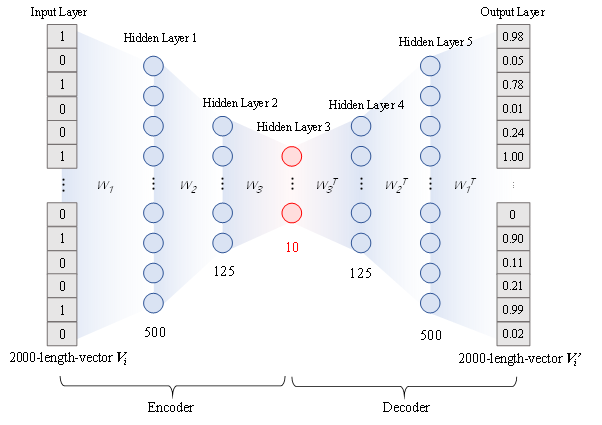 Input Layer
Output Layer
Hidden Layer 1
Hidden Layer 5
Hidden Layer 2
Hidden Layer 4
Hidden Layer 3
1
0
1
0
0
1
⋮
0
1
0
0
1
0
0.98
0.05
0.78
0.01
0.24
1.00
⋮
0
0.90
0.11
0.21
0.99
0.02
W₁ W₂ W₃ W₃ᵀ W₂ᵀ W₁ᵀ
10
125
125
500
500
2000-length-vector Vᵢ
2000-length-vector Vᵢ′
Encoder
Decoder